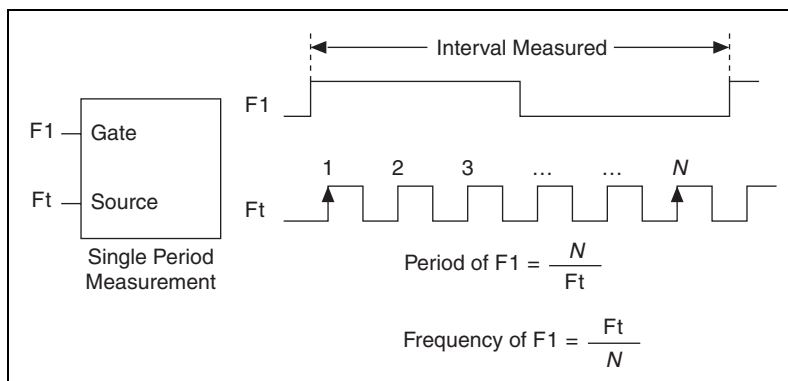 Interval Measured
F1
F1 Gate
1 2 3 … … N
Ft Source
Ft
Single Period
Measurement
Period of F1 = N
Ft
Frequency of F1 = Ft
N